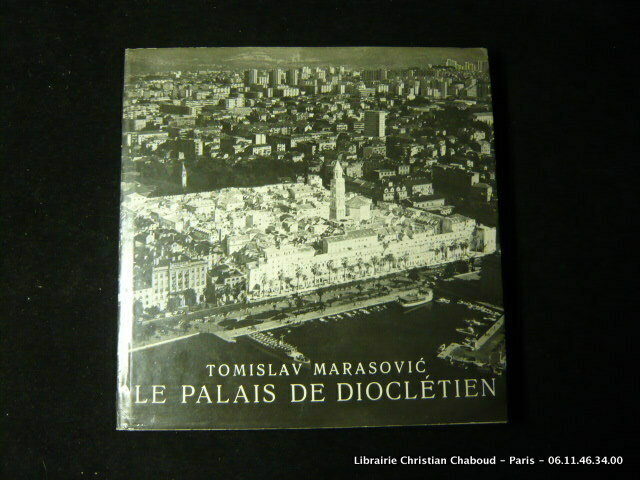 TOMISLAV MARASOVIĆ
LE PALAIS DE DIOCLÉTIEN
Librairie Christian Chaboud - Paris - 06.11.46.34.00